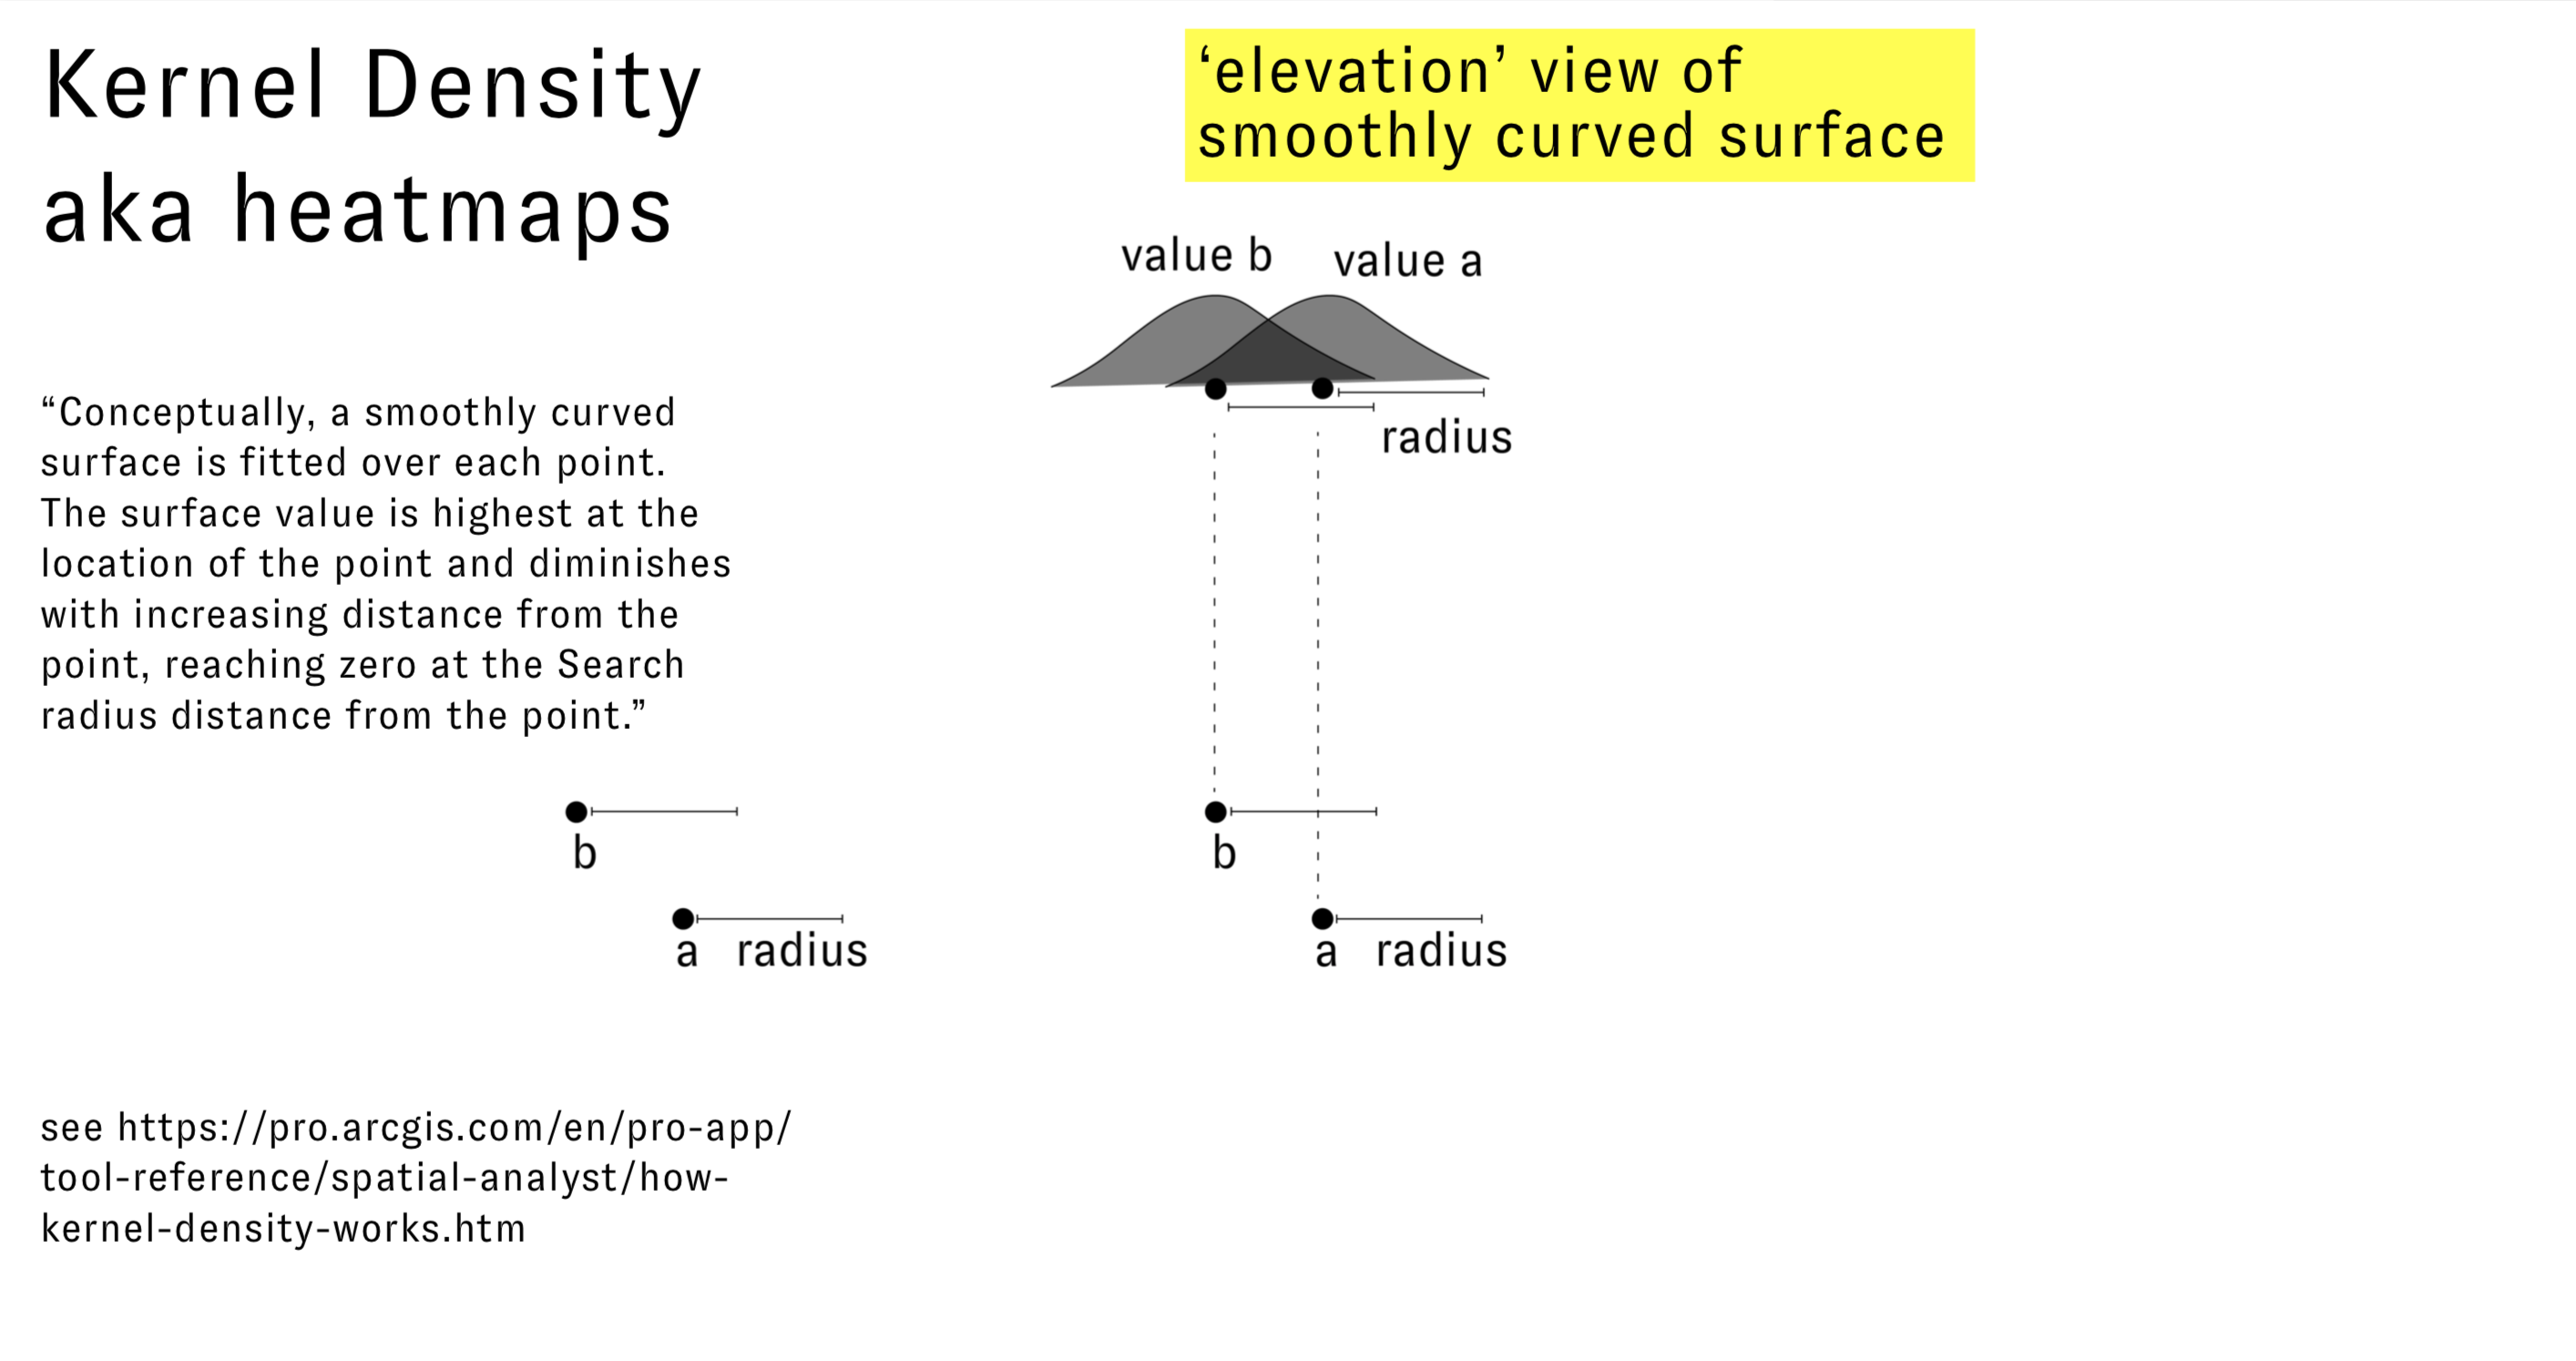 Kernel Density
aka heatmaps
“Conceptually, a smoothly curved
surface is fitted over each point.
The surface value is highest at the
location of the point and diminishes
with increasing distance from the
point, reaching zero at the Search
radius distance from the point.”
b
a radius
see https://pro.arcgis.com/en/pro-app/
tool-reference/spatial-analyst/how-
kernel-density-works.htm
‘elevation’ view of
smoothly curved surface
value b value a
radius
b
a radius